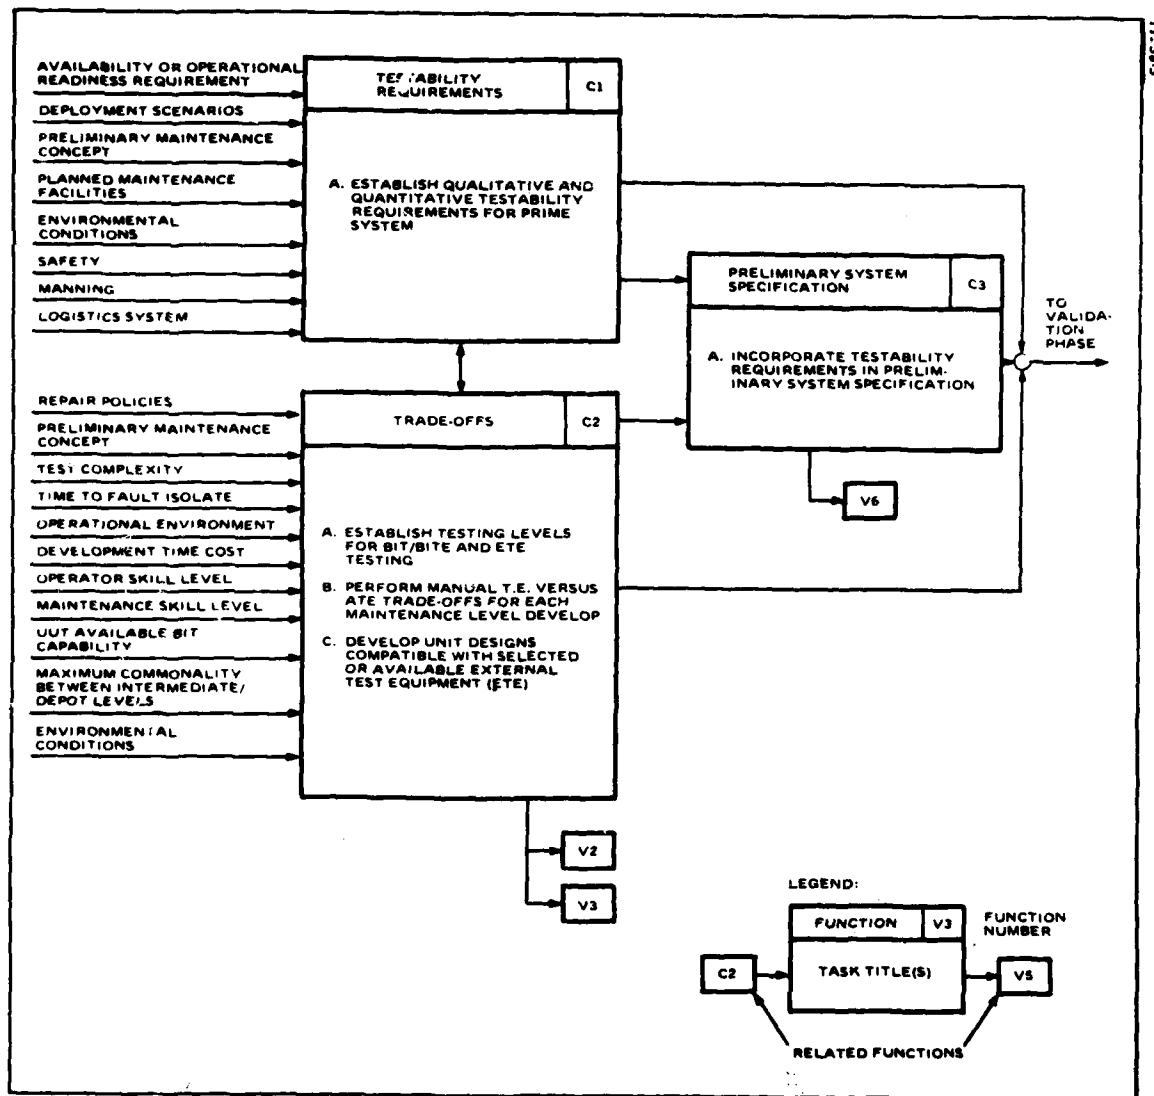 AVAILABILITY OR OPERATIONAL
READINESS REQUIREMENT
DEPLOYMENT SCENARIOS
PRELIMINARY MAINTENANCE
CONCEPT
PLANNED MAINTENANCE
FACILITIES
ENVIRONMENTAL
CONDITIONS
SAFETY
MANNING
LOGISTICS SYSTEM
TESTABILITY
REQUIREMENTS
C1
A. ESTABLISH QUALITATIVE AND
QUANTITATIVE TESTABILITY
REQUIREMENTS FOR PRIME
SYSTEM
PRELIMINARY SYSTEM
SPECIFICATION
C3
A. INCORPORATE TESTABILITY
REQUIREMENTS IN PRELIM-
INARY SYSTEM SPECIFICATION
TO
VALIDA-
TION
PHASE
V6
REPAIR POLICIES
PRELIMINARY MAINTENANCE
CONCEPT
TEST COMPLEXITY
TIME TO FAULT ISOLATE
OPERATIONAL ENVIRONMENT
DEVELOPMENT TIME COST
OPERATOR SKILL LEVEL
MAINTENANCE SKILL LEVEL
UUT AVAILABLE BIT
CAPABILITY
MAXIMUM COMMONALITY
BETWEEN INTERMEDIATE/
DEPOT LEVELS
ENVIRONMENTAL
CONDITIONS
TRADE-OFFS
C2
A. ESTABLISH TESTING LEVELS
FOR BIT/BITE AND ETE
TESTING
B. PERFORM MANUAL T.E. VERSUS
ATE TRADE-OFFS FOR EACH
MAINTENANCE LEVEL DEVELOP
C. DEVELOP UNIT DESIGNS
COMPATIBLE WITH SELECTED
OR AVAILABLE EXTERNAL
TEST EQUIPMENT (ETE)
V2
V3
LEGEND:
FUNCTION
V3
FUNCTION
NUMBER
C2
TASK TITLE(S)
V5
RELATED FUNCTIONS